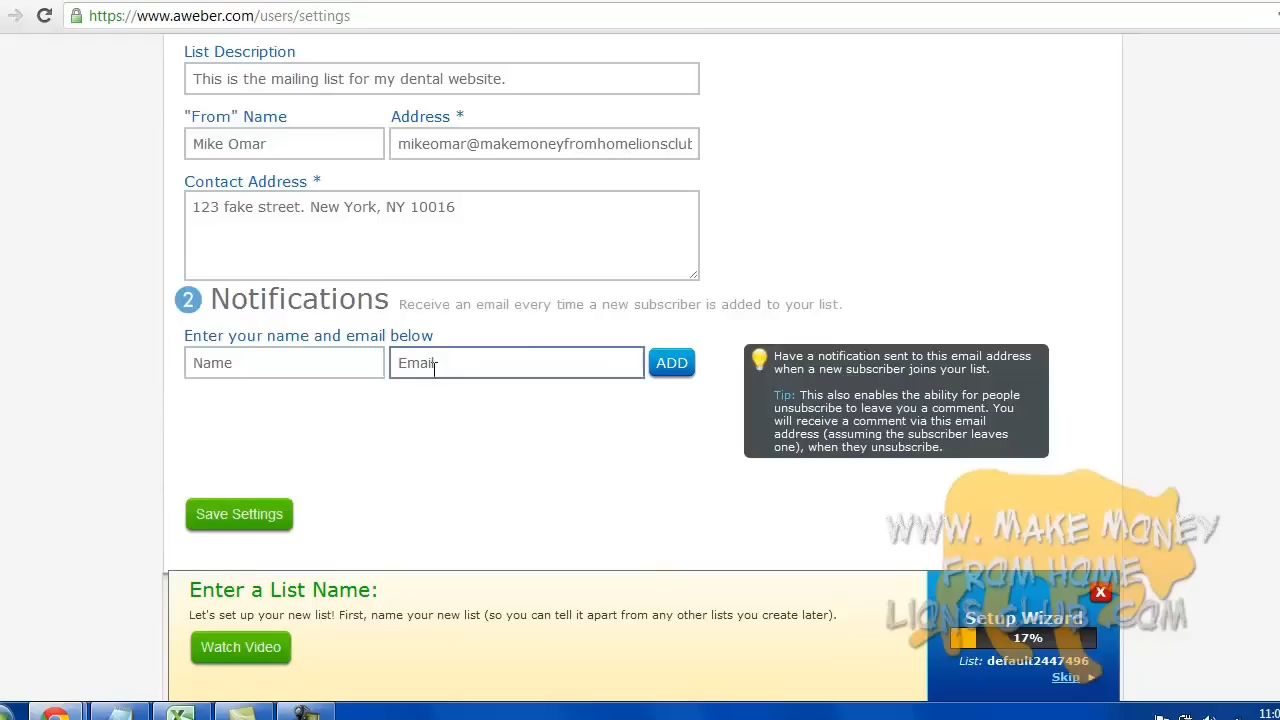 https://www.aweber.com/users/settings
List Description
This is the mailing list for my dental website.
"From" Name
Address *
Mike Omar
mikeomar@makemoneyfromhomelionsclub
Contact Address *
123 fake street. New York, NY 10016
2 Notifications Receive an email every time a new subscriber is added to your list.
Enter your name and email below
Name
Email
ADD
Have a notification sent to this email address
when a new subscriber joins your list.
Tip: This also enables the ability for people
unsubscribe to leave you a comment. You
will receive a comment via this email
address (assuming the subscriber leaves
one), when they unsubscribe.
Save Settings
www. Make Money
From Home
Lions Club.com
Enter a List Name:
Let's set up your new list! First, name your new list (so you can tell it apart from any other lists you create later).
Watch Video
X
Setup Wizard
17%
List: default2447496
Skip
11:0